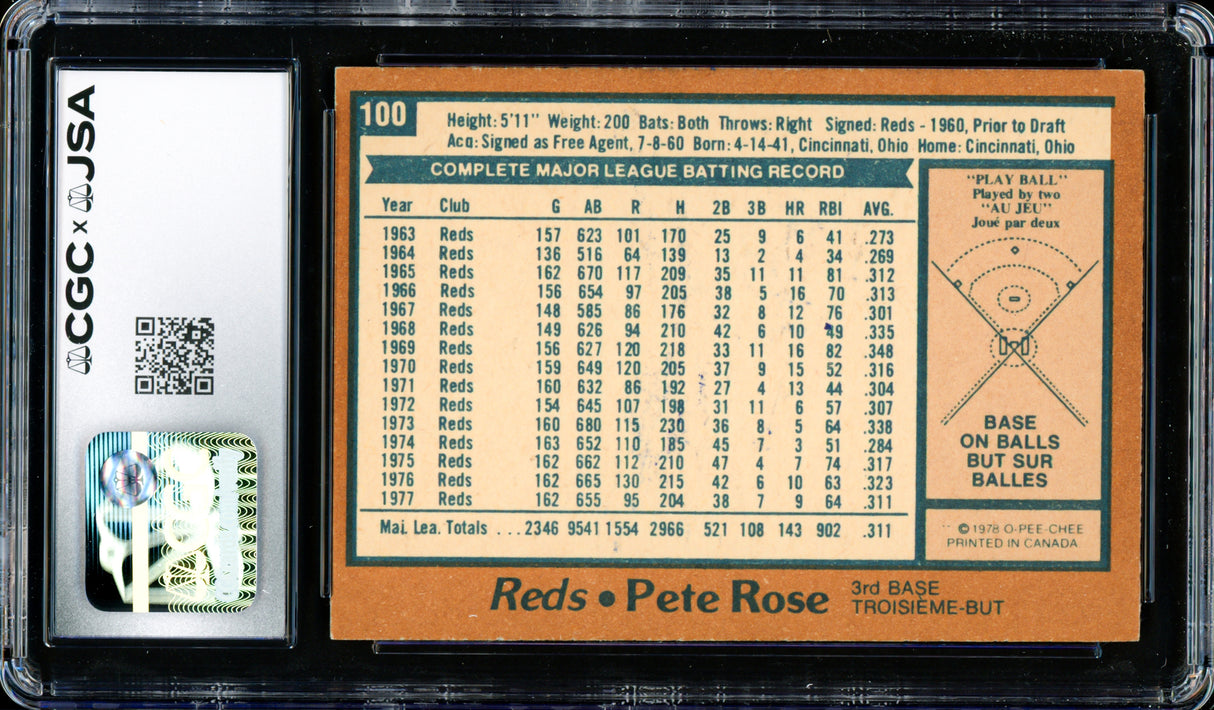 CGC x JSA
100
Height: 5'11" Weight: 200 Bats: Both Throws: Right Signed: Reds - 1960, Prior to Draft
Acq: Signed as Free Agent, 7-8-60 Born: 4-14-41, Cincinnati, Ohio Home: Cincinnati, Ohio
COMPLETE MAJOR LEAGUE BATTING RECORD
Year Club G AB R H 2B 3B HR RBI AVG.
1963 Reds 157 623 101 170 25 9 6 41 .273
1964 Reds 136 516 64 139 13 2 4 34 .269
1965 Reds 162 670 117 209 35 11 11 81 .312
1966 Reds 156 654 97 205 38 5 16 70 .313
1967 Reds 148 585 86 176 32 8 12 76 .301
1968 Reds 149 626 94 210 42 6 10 49 .335
1969 Reds 156 627 120 218 33 11 16 82 .348
1970 Reds 159 649 120 205 37 9 15 52 .316
1971 Reds 160 632 86 192 27 4 13 44 .304
1972 Reds 154 645 107 198 31 11 6 57 .307
1973 Reds 160 680 115 230 36 8 5 64 .338
1974 Reds 163 652 110 185 45 7 3 51 .284
1975 Reds 162 662 112 210 47 4 7 74 .317
1976 Reds 162 665 130 215 42 6 10 63 .323
1977 Reds 162 655 95 204 38 7 9 64 .311
Maj. Lea. Totals ... 2346 9541 1554 2966 521 108 143 902 .311
"PLAY BALL"
Played by two
"AU JEU"
Joué par deux
BASE
ON BALLS
BUT SUR
BALLES
© 1978 O-PEE-CHEE
PRINTED IN CANADA
Reds • Pete Rose
3rd BASE
TROISIÈME-BUT